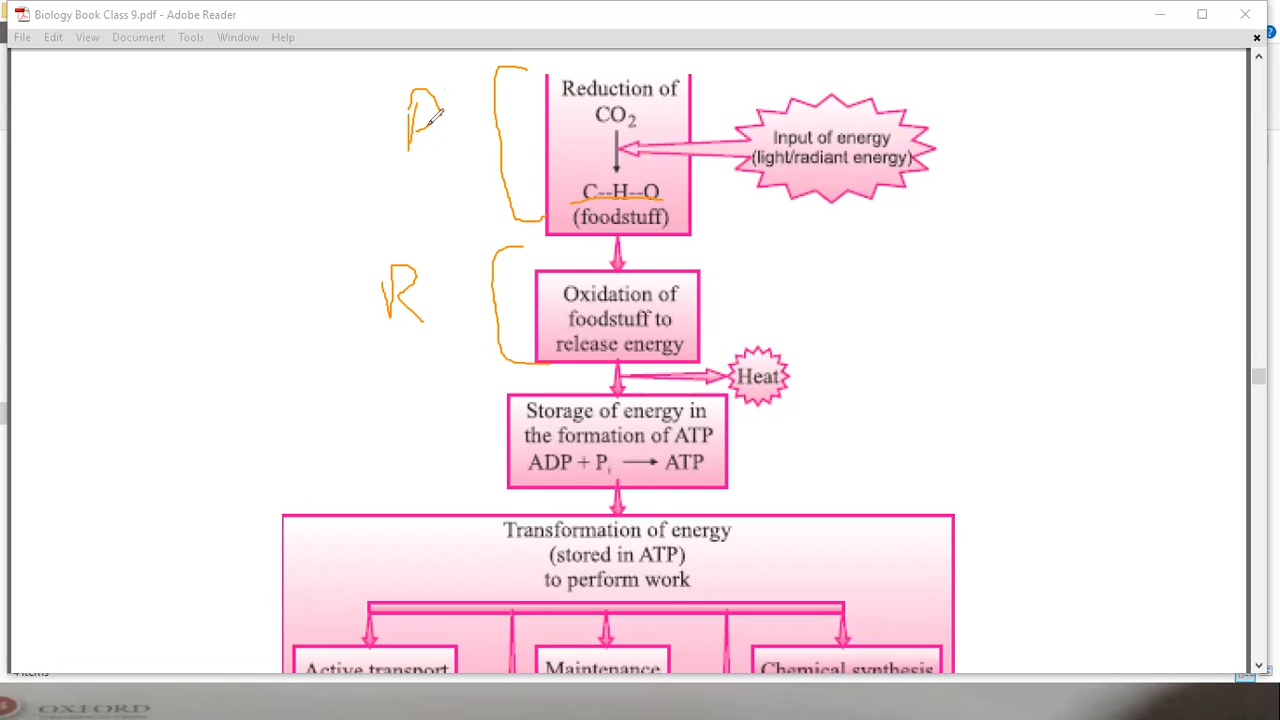 Biology Book Class 9.pdf - Adobe Reader
File Edit View Document Tools Window Help
P
Reduction of
CO2
Input of energy
(light/radiant energy)
C--H--O
(foodstuff)
R
Oxidation of
foodstuff to
release energy
Heat
Storage of energy in
the formation of ATP
ADP + Pi → ATP
Transformation of energy
(stored in ATP)
to perform work
Active transport Maintenance Chemical synthesis
4 items
OXFORD